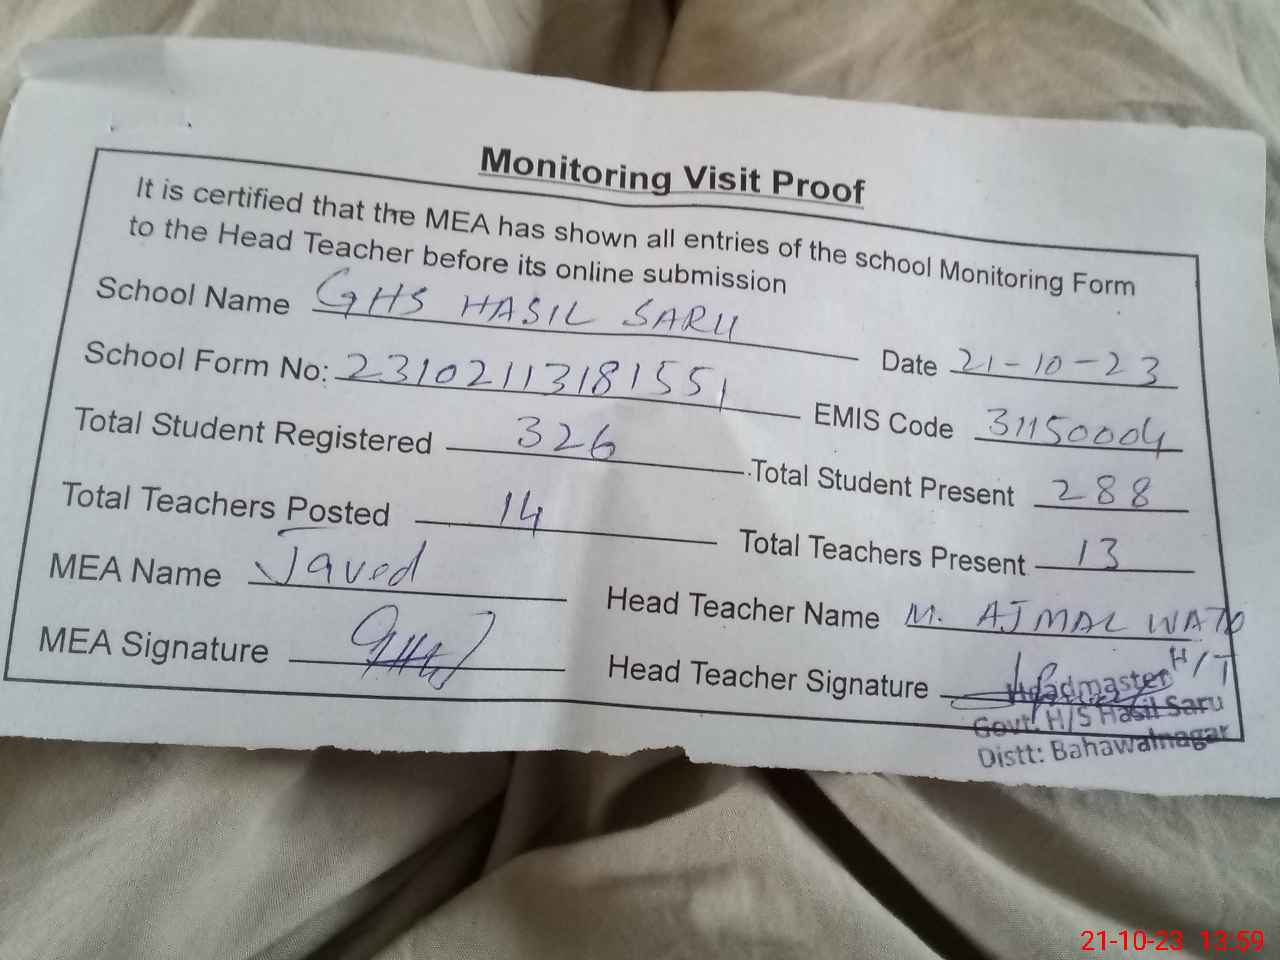 Monitoring Visit Proof
It is certified that the MEA has shown all entries of the school Monitoring Form
to the Head Teacher before its online submission
School Name GHS HASIL SARU
Date 21-10-23
School Form No: 23102113181551
EMIS Code 31150004
Total Student Registered 326
Total Student Present 288
Total Teachers Posted 14
Total Teachers Present 13
MEA Name Javed
Head Teacher Name M. AJMAL WATO
MEA Signature
Head Teacher Signature H/T
Headmaster
Govt: H/S Hasil Saru
Distt: Bahawalnagar
21-10-23 13:59